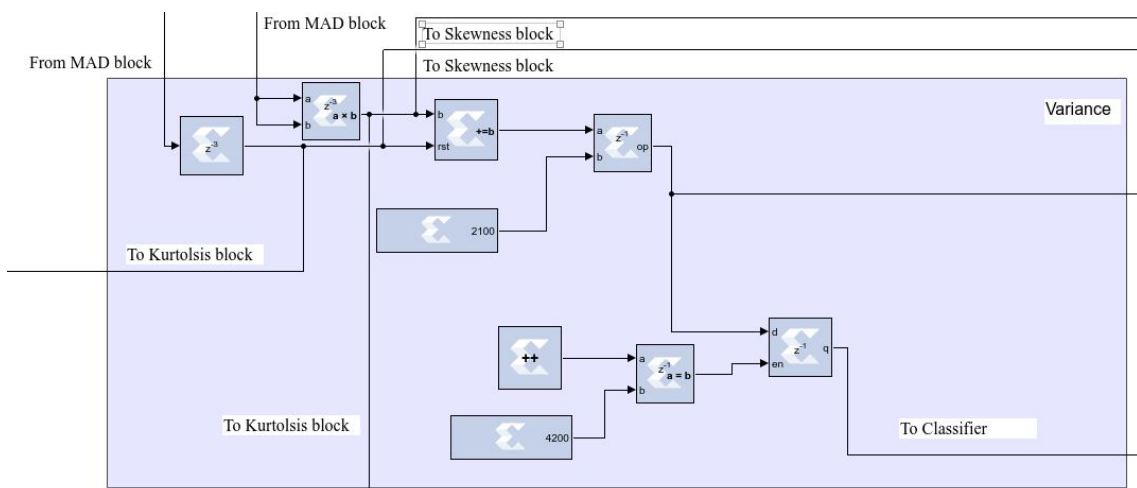 From MAD block
To Skewness block
From MAD block
To Skewness block
Variance
z⁻³
a
b
z⁻³
a × b
b
rst
+=b
a
b
z⁻¹
op
z⁻³
2100
To Kurtolsis block
++
a
b
z⁻¹
a = b
d
en
z⁻¹
q
4200
To Kurtolsis block
To Classifier